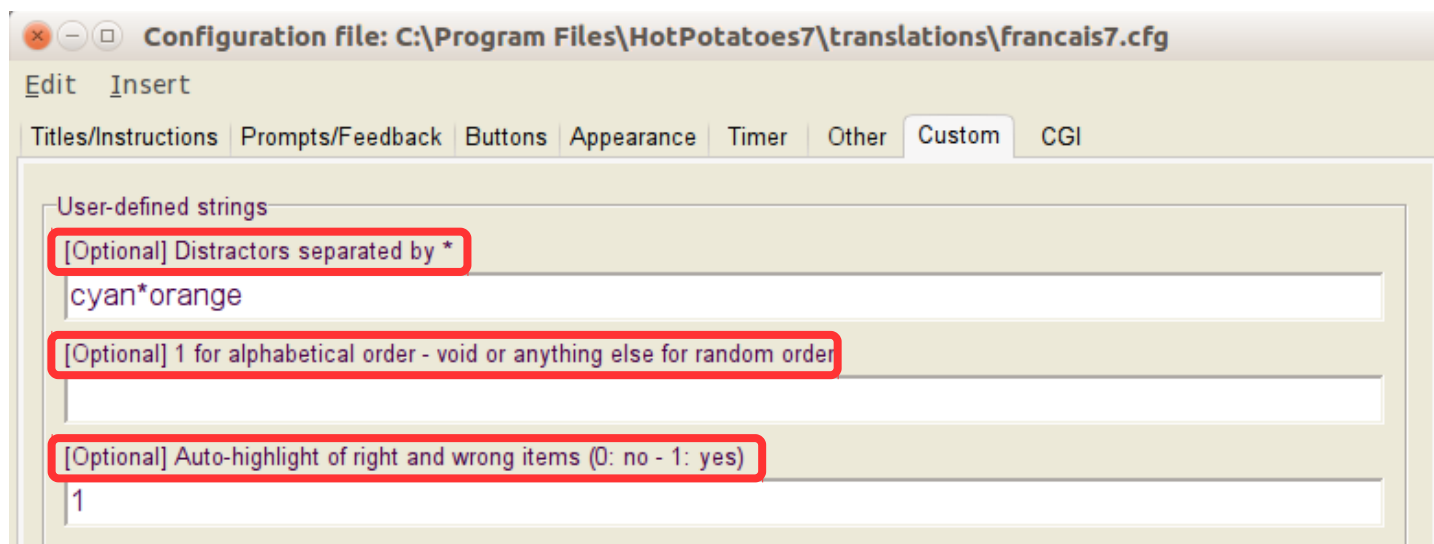 Configuration file: C:\Program Files\HotPotatoes7\translations\francais7.cfg
Edit Insert
Titles/Instructions Prompts/Feedback Buttons Appearance Timer Other Custom CGI
User-defined strings
[Optional] Distractors separated by *
cyan*orange
[Optional] 1 for alphabetical order - void or anything else for random order
[Optional] Auto-highlight of right and wrong items (0: no - 1: yes)
1